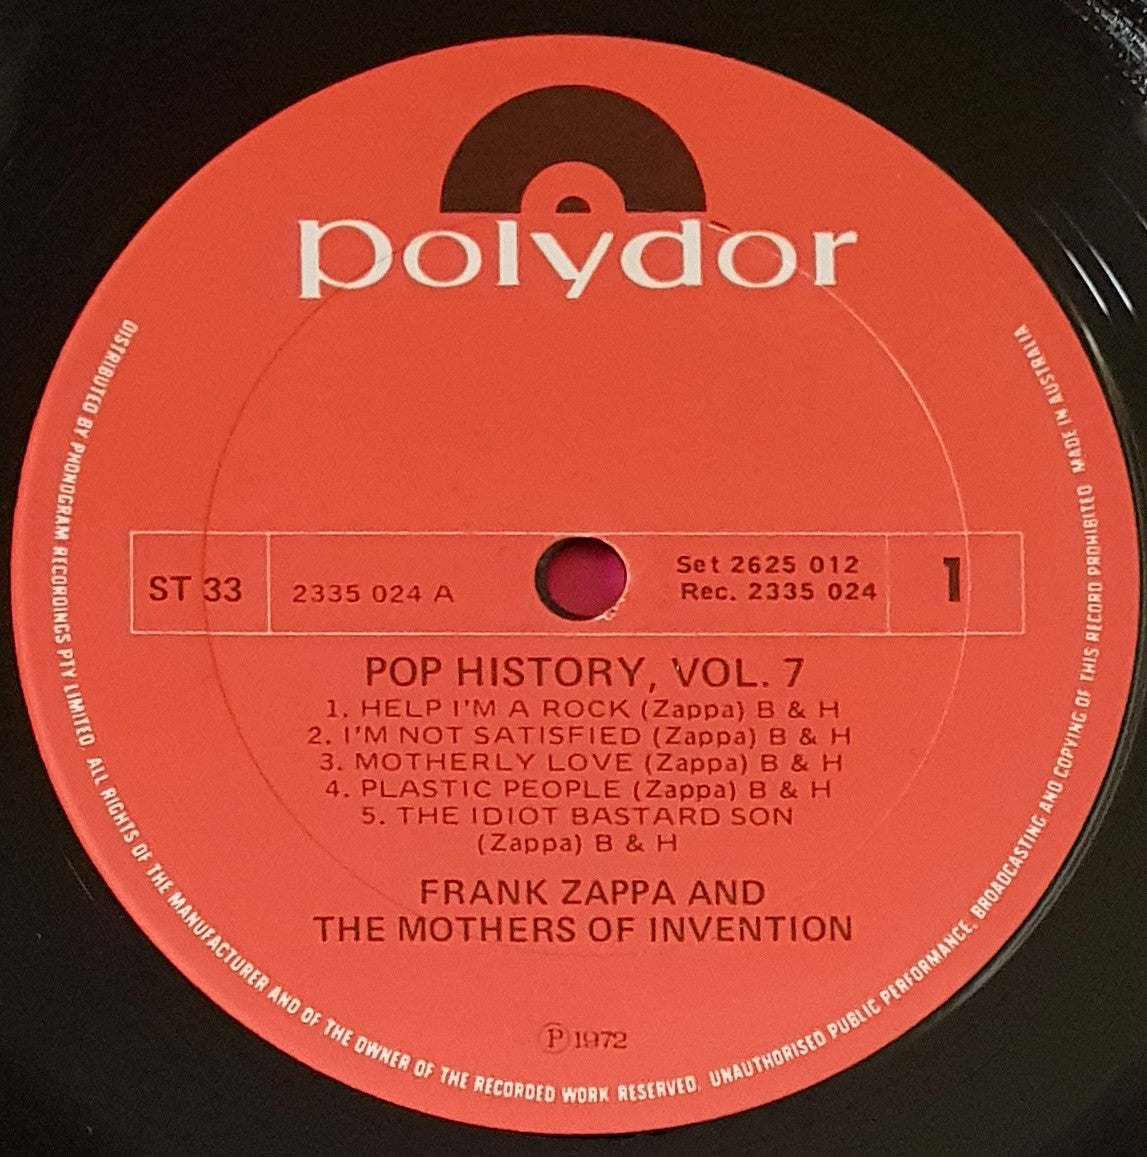 polydor
ST 33
2335 024 A
Set 2625 012
Rec. 2335 024
1
POP HISTORY, VOL. 7
1. HELP I'M A ROCK (Zappa) B & H
2. I'M NOT SATISFIED (Zappa) B & H
3. MOTHERLY LOVE (Zappa) B & H
4. PLASTIC PEOPLE (Zappa) B & H
5. THE IDIOT BASTARD SON
(Zappa) B & H
FRANK ZAPPA AND
THE MOTHERS OF INVENTION
Ⓟ 1972
DISTRIBUTED BY PHONOGRAM RECORDINGS PTY LIMITED. ALL RIGHTS OF THE MANUFACTURER AND OF THE OWNER OF THE RECORDED WORK RESERVED. UNAUTHORISED PUBLIC PERFORMANCE, BROADCASTING AND COPYING OF THIS RECORD PROHIBITED MADE IN AUSTRALIA